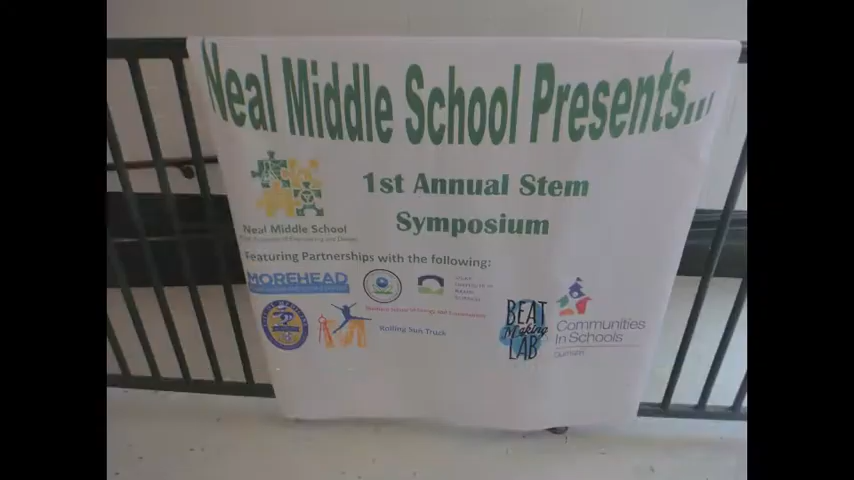 Neal Middle School Presents...
1st Annual Stem
Symposium
Neal Middle School
Featuring Partnerships with the following:
MOREHEAD
Rolling Sun Truck
BEAT
Making
LAB
Communities
In Schools